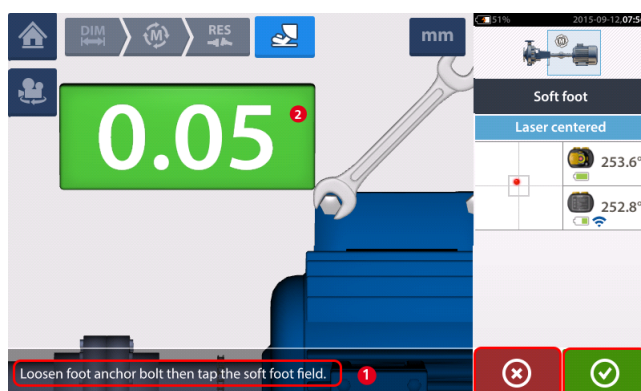 51%
2015-09-12,07:5
DIM
M
RES
mm
M
0.05
2
Soft foot
Laser centered
253.6°
252.8°
Loosen foot anchor bolt then tap the soft foot field.
1